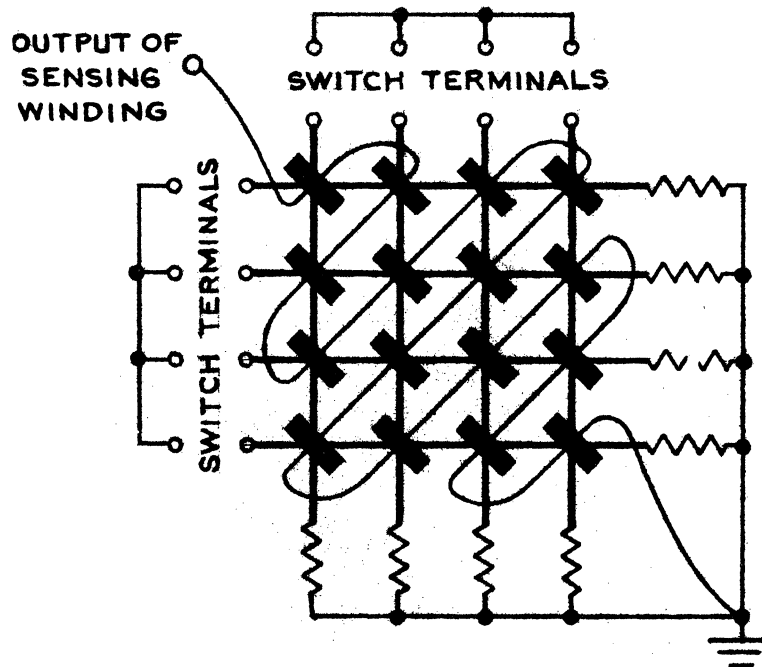 OUTPUT OF
SENSING
WINDING
SWITCH TERMINALS
SWITCH TERMINALS